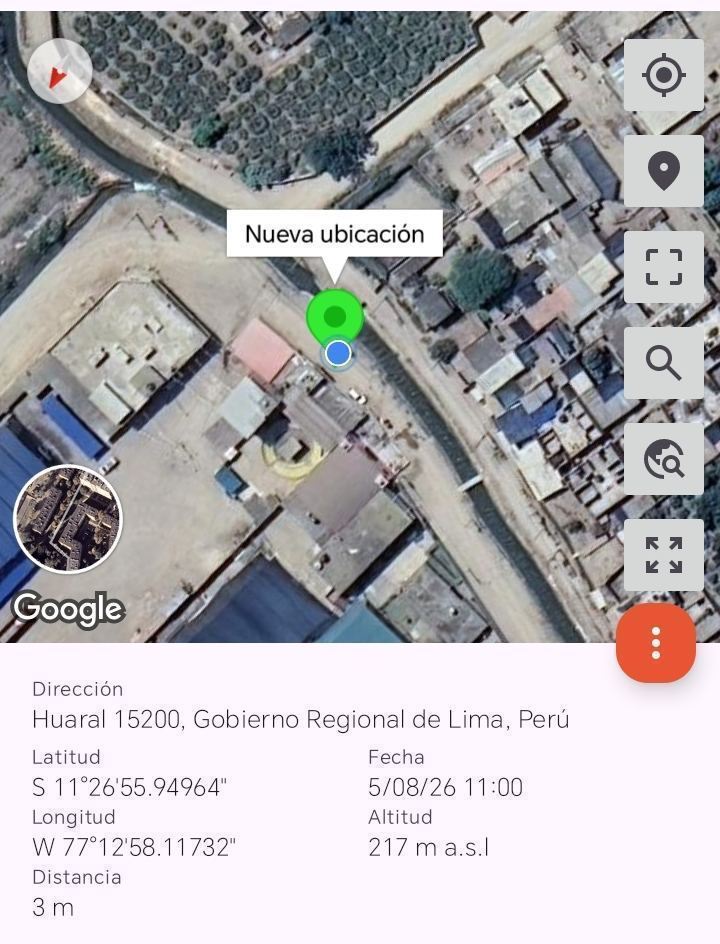 Nueva ubicación
Google
Dirección
Huaral 15200, Gobierno Regional de Lima, Perú
Latitud
S 11°26'55.94964"
Fecha
5/08/26 11:00
Longitud
W 77°12'58.11732"
Altitud
217 m a.s.l
Distancia
3 m